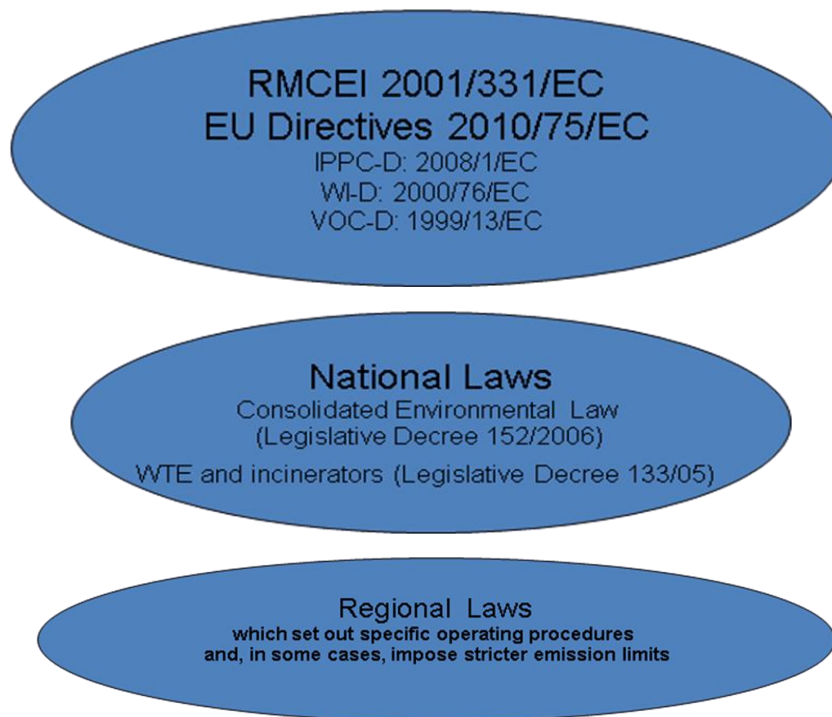 RMCEI 2001/331/EC
EU Directives 2010/75/EC
IPPC-D: 2008/1/EC
WI-D: 2000/76/EC
VOC-D: 1999/13/EC
National Laws
Consolidated Environmental Law
(Legislative Decree 152/2006)
WTE and incinerators (Legislative Decree 133/05)
Regional Laws
which set out specific operating procedures
and, in some cases, impose stricter emission limits